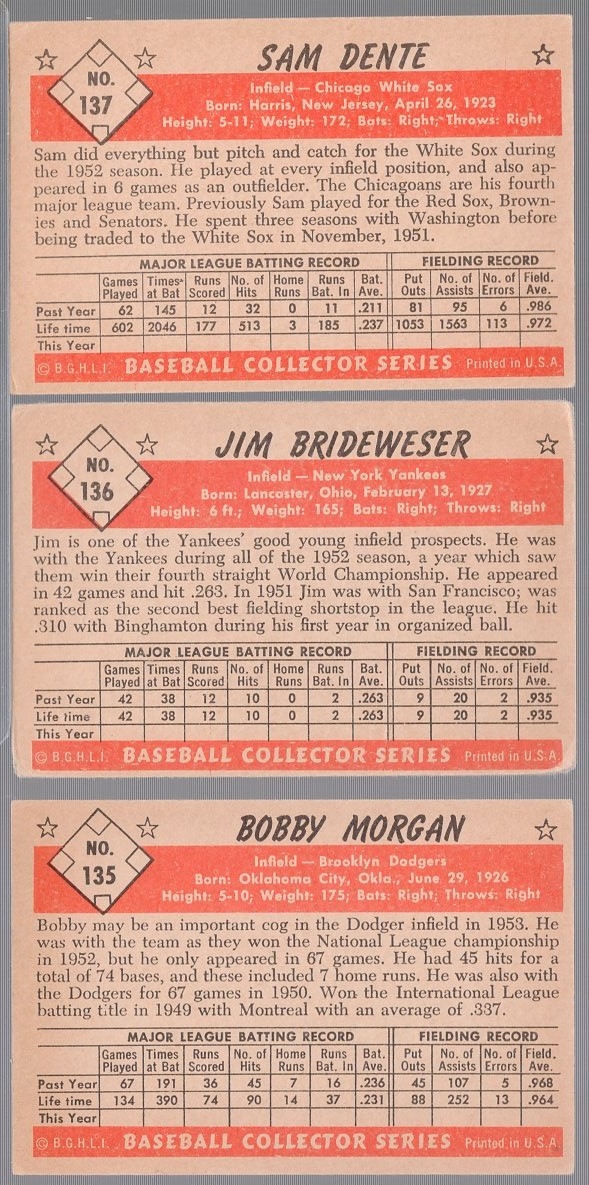 SAM DENTE
NO.
137
Infield — Chicago White Sox
Born: Harris, New Jersey, April 26, 1923
Height: 5-11; Weight: 172; Bats: Right; Throws: Right
Sam did everything but pitch and catch for the White Sox during
the 1952 season. He played at every infield position, and also ap-
peared in 6 games as an outfielder. The Chicagoans are his fourth
major league team. Previously Sam played for the Red Sox, Brown-
ies and Senators. He spent three seasons with Washington before
being traded to the White Sox in November, 1951.
MAJOR LEAGUE BATTING RECORD FIELDING RECORD
Games Times Runs No. of Home Runs Bat. Put No. of No. of Field.
Played at Bat Scored Hits Runs Bat. In Ave. Outs Assists Errors Ave.
Past Year 62 145 12 32 0 11 .211 81 95 6 .986
Life time 602 2046 177 513 3 185 .237 1053 1563 113 .972
This Year
© B.G.H.L.I. BASEBALL COLLECTOR SERIES Printed in U.S.A.
JIM BRIDEWESER
NO.
136
Infield — New York Yankees
Born: Lancaster, Ohio, February 13, 1927
Height: 6 ft.; Weight: 165; Bats: Right; Throws: Right
Jim is one of the Yankees' good young infield prospects. He was
with the Yankees during all of the 1952 season, a year which saw
them win their fourth straight World Championship. He appeared
in 42 games and hit .263. In 1951 Jim was with San Francisco; was
ranked as the second best fielding shortstop in the league. He hit
.310 with Binghamton during his first year in organized ball.
MAJOR LEAGUE BATTING RECORD FIELDING RECORD
Games Times Runs No. of Home Runs Bat. Put No. of No. of Field.
Played at Bat Scored Hits Runs Bat. In Ave. Outs Assists Errors Ave.
Past Year 42 38 12 10 0 2 .263 9 20 2 .935
Life time 42 38 12 10 0 2 .263 9 20 2 .935
This Year
© B.G.H.L.I. BASEBALL COLLECTOR SERIES Printed in U.S.A.
BOBBY MORGAN
NO.
135
Infield — Brooklyn Dodgers
Born: Oklahoma City, Okla., June 29, 1926
Height: 5-10; Weight: 175; Bats: Right; Throws: Right
Bobby may be an important cog in the Dodger infield in 1953. He
was with the team as they won the National League championship
in 1952, but he only appeared in 67 games. He had 45 hits for a
total of 74 bases, and these included 7 home runs. He was also with
the Dodgers for 67 games in 1950. Won the International League
batting title in 1949 with Montreal with an average of .337.
MAJOR LEAGUE BATTING RECORD FIELDING RECORD
Games Times Runs No. of Home Runs Bat. Put No. of No. of Field.
Played at Bat Scored Hits Runs Bat. In Ave. Outs Assists Errors Ave.
Past Year 67 191 36 45 7 16 .236 45 107 5 .968
Life time 134 390 74 90 14 37 .231 88 252 13 .964
This Year
© B.G.H.L.I. BASEBALL COLLECTOR SERIES Printed in U.S.A.